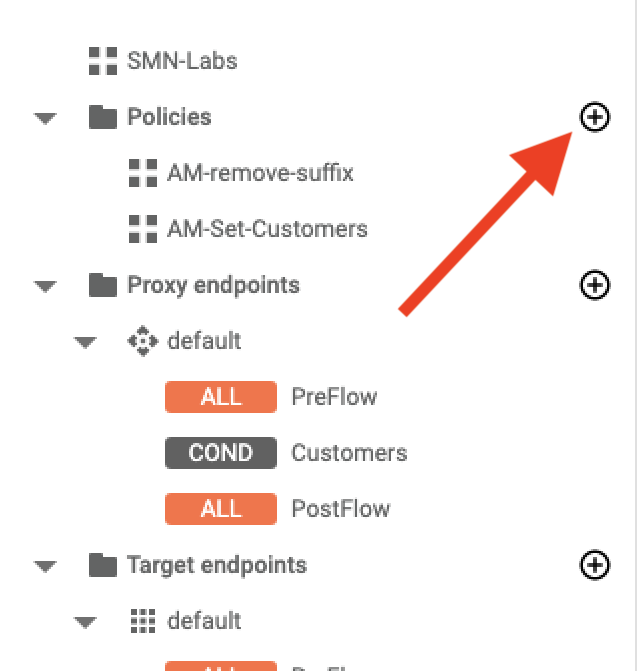 SMN-Labs
Policies
AM-remove-suffix
AM-Set-Customers
Proxy endpoints
default
ALL PreFlow
COND Customers
ALL PostFlow
Target endpoints
default